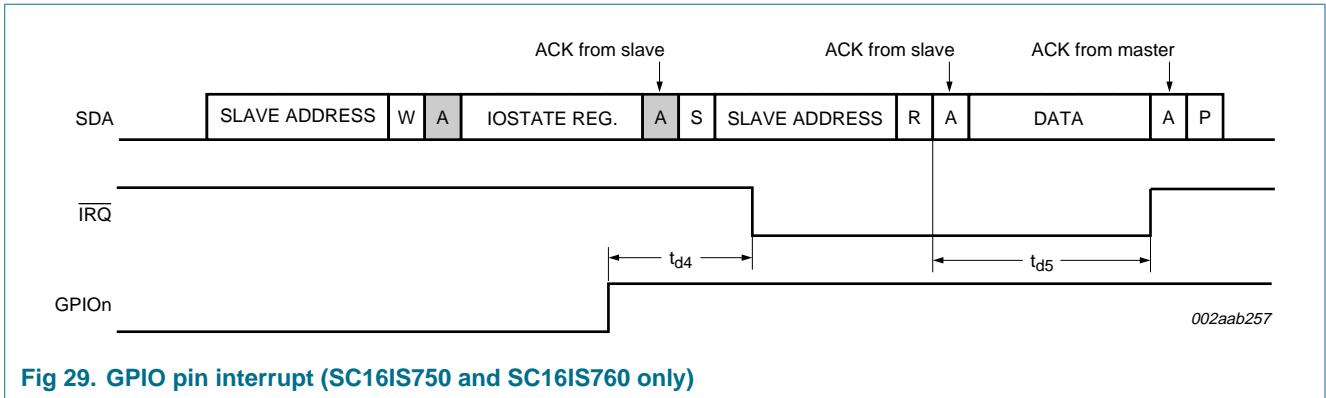 ACK from slave ACK from slave ACK from master
SDA SLAVE ADDRESS W A IOSTATE REG. A S SLAVE ADDRESS R A DATA A P
IRQ
td4 td5
GPIOn
002aab257
Fig 29. GPIO pin interrupt (SC16IS750 and SC16IS760 only)